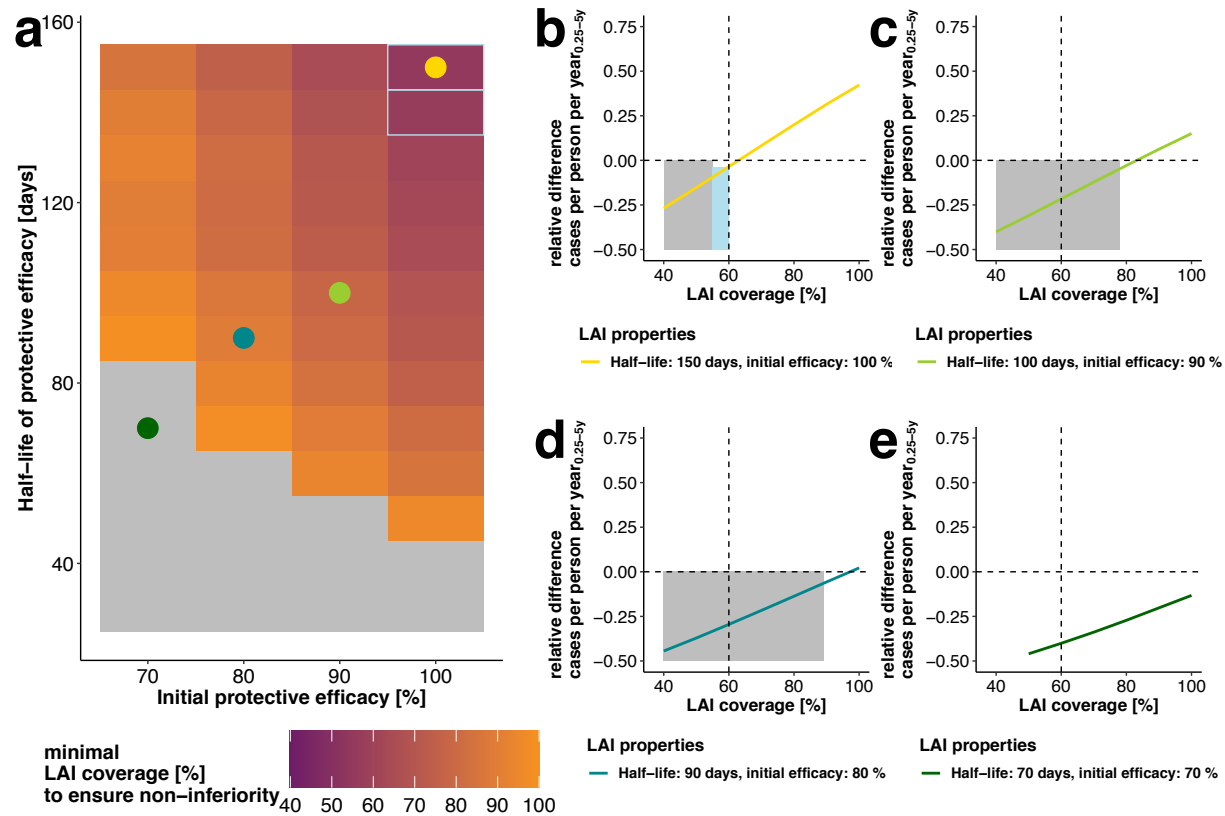 a
160
120
80
40
Half−life of protective efficacy [days]
70 80 90 100
Initial protective efficacy [%]
minimal
LAI coverage [%]
to ensure non−inferiority
40 50 60 70 80 90 100
b
relative difference
cases per person per year0.25−5y
0.75
0.50
0.25
0.00
−0.25
−0.50
40 60 80 100
LAI coverage [%]
LAI properties
Half−life: 150 days, initial efficacy: 100 %
c
relative difference
cases per person per year0.25−5y
0.75
0.50
0.25
0.00
−0.25
−0.50
40 60 80 100
LAI coverage [%]
LAI properties
Half−life: 100 days, initial efficacy: 90 %
d
relative difference
cases per person per year0.25−5y
0.75
0.50
0.25
0.00
−0.25
−0.50
40 60 80 100
LAI coverage [%]
LAI properties
Half−life: 90 days, initial efficacy: 80 %
e
relative difference
cases per person per year0.25−5y
0.75
0.50
0.25
0.00
−0.25
−0.50
40 60 80 100
LAI coverage [%]
LAI properties
Half−life: 70 days, initial efficacy: 70 %